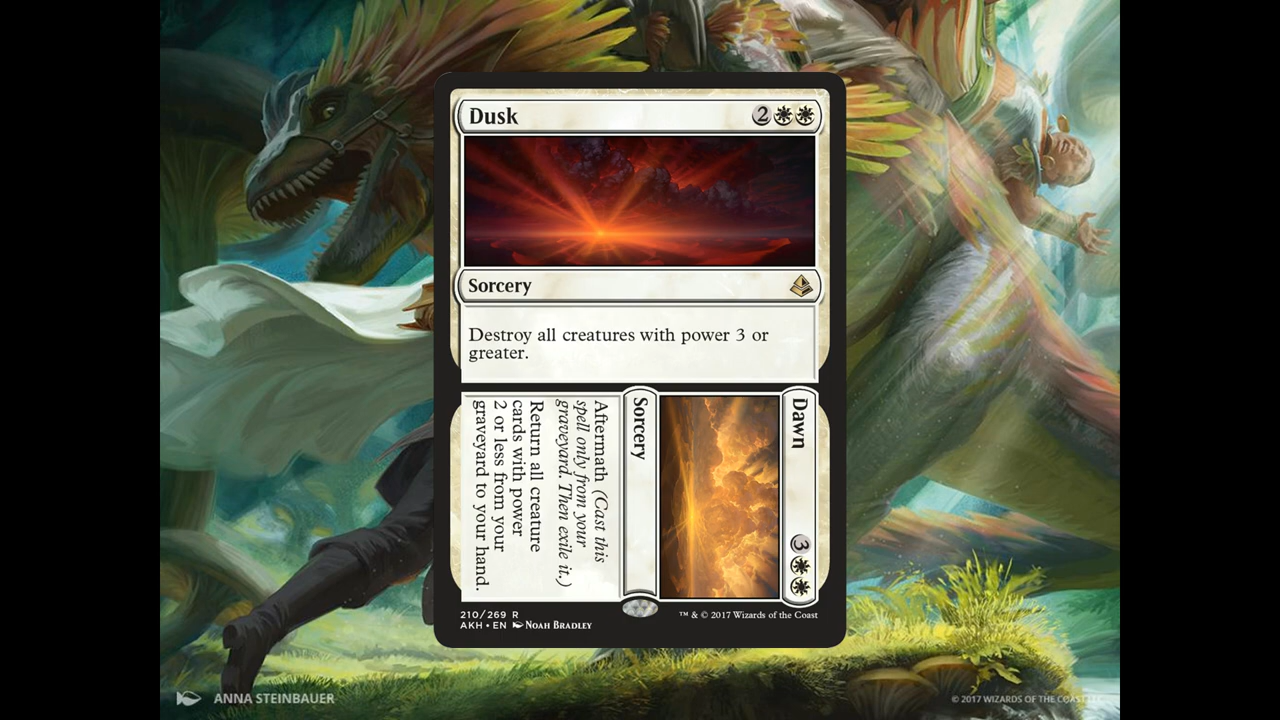 Dusk 2
Sorcery
Destroy all creatures with power 3 or
greater.
Dawn 3
Sorcery
Aftermath (Cast this
spell only from your
graveyard. Then exile it.)
Return all creature
cards with power
2 or less from your
graveyard to your hand.
210/269 R
AKH • EN NOAH BRADLEY
™ & © 2017 Wizards of the Coast
ANNA STEINBAUER
© 2017 WIZARDS OF THE COAST LLC